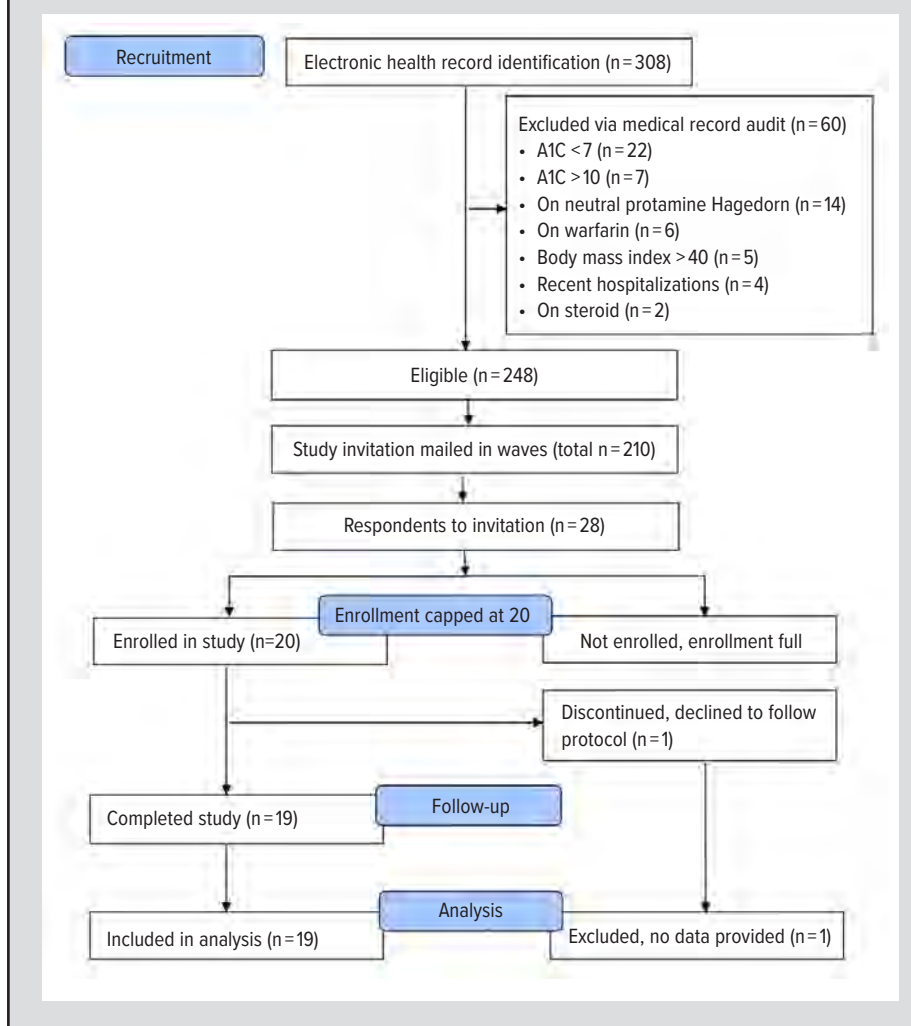 Recruitment
Electronic health record identification (n=308)
Excluded via medical record audit (n=60)
• A1C <7 (n=22)
• A1C >10 (n=7)
• On neutral protamine Hagedorn (n=14)
• On warfarin (n=6)
• Body mass index >40 (n=5)
• Recent hospitalizations (n=4)
• On steroid (n=2)
Eligible (n=248)
Study invitation mailed in waves (total n=210)
Respondents to invitation (n=28)
Enrollment capped at 20
Enrolled in study (n=20)
Not enrolled, enrollment full
Discontinued, declined to follow
protocol (n=1)
Completed study (n=19)
Follow-up
Analysis
Included in analysis (n=19)
Excluded, no data provided (n=1)